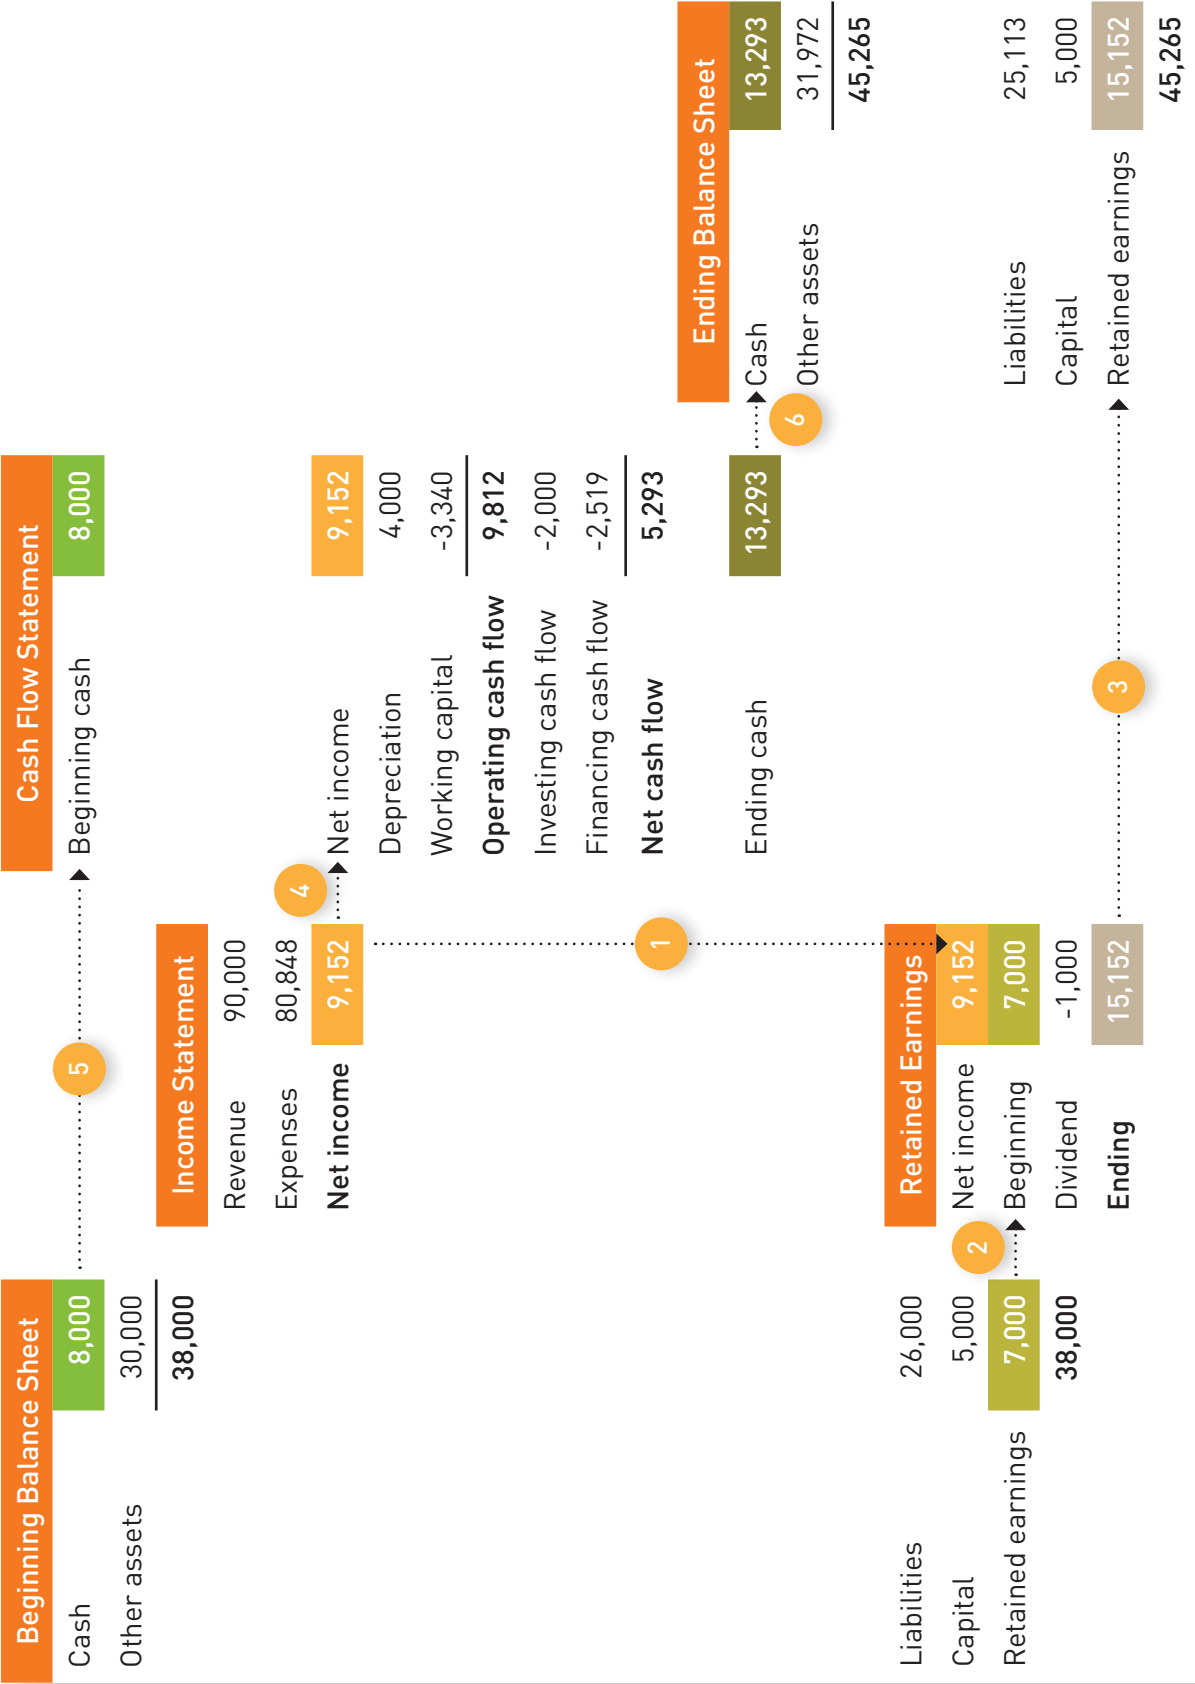 Beginning Balance Sheet
Cash 8,000
Other assets 30,000
38,000
Liabilities 26,000
Capital 5,000
Retained earnings 7,000
38,000
5
Income Statement
Revenue 90,000
Expenses 80,848
Net income 9,152
4
1
2
Retained Earnings
Net income 9,152
Beginning 7,000
Dividend -1,000
Ending 15,152
3
Cash Flow Statement
Beginning cash 8,000
Net income 9,152
Depreciation 4,000
Working capital -3,340
Operating cash flow 9,812
Investing cash flow -2,000
Financing cash flow -2,519
Net cash flow 5,293
Ending cash 13,293
6
Ending Balance Sheet
Cash 13,293
Other assets 31,972
45,265
Liabilities 25,113
Capital 5,000
Retained earnings 15,152
45,265